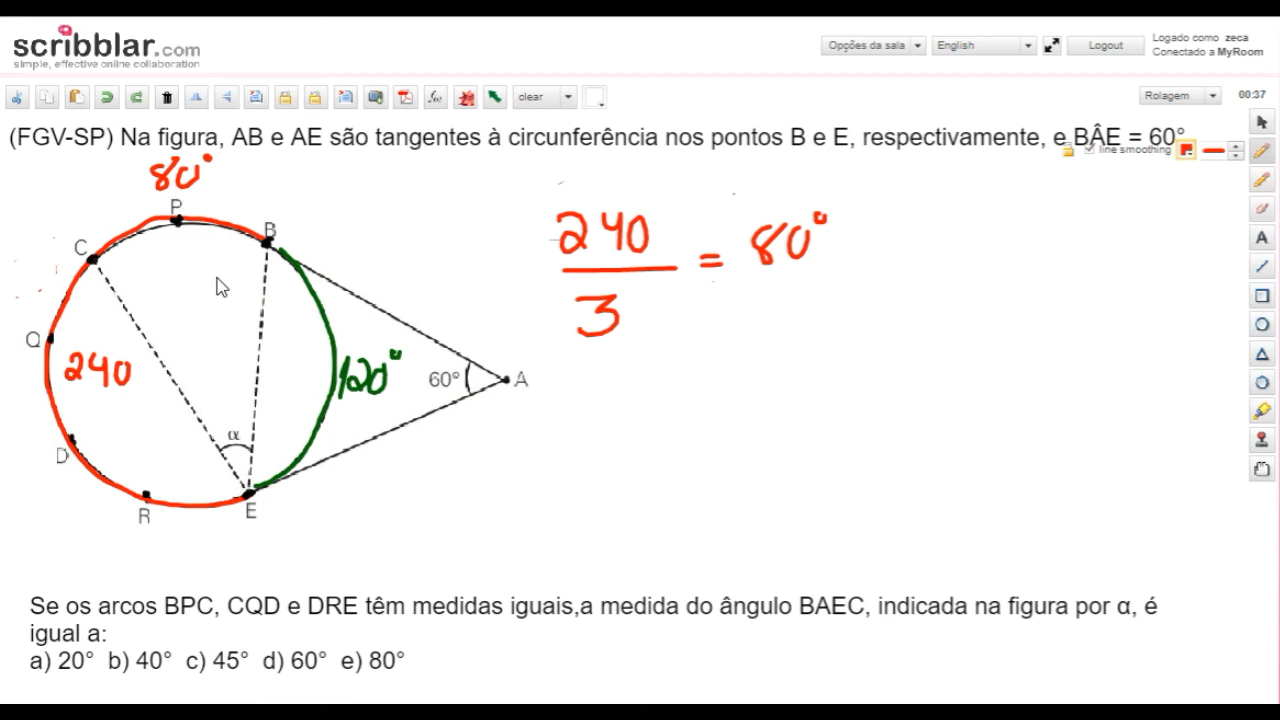 scribblar.com
simple, effective online collaboration
Opções da sala
English
Logout
Logado como zeca
Conectado a MyRoom
clear
Rolagem
00:37
(FGV-SP) Na figura, AB e AE são tangentes à circunferência nos pontos B e E, respectivamente, e BÂE = 60°
line smoothing
80°
P
B
C
240
3
= 80°
Q
240
120°
60°
A
α
D
R
E
Se os arcos BPC, CQD e DRE têm medidas iguais,a medida do ângulo BAEC, indicada na figura por α, é
igual a:
a) 20° b) 40° c) 45° d) 60° e) 80°